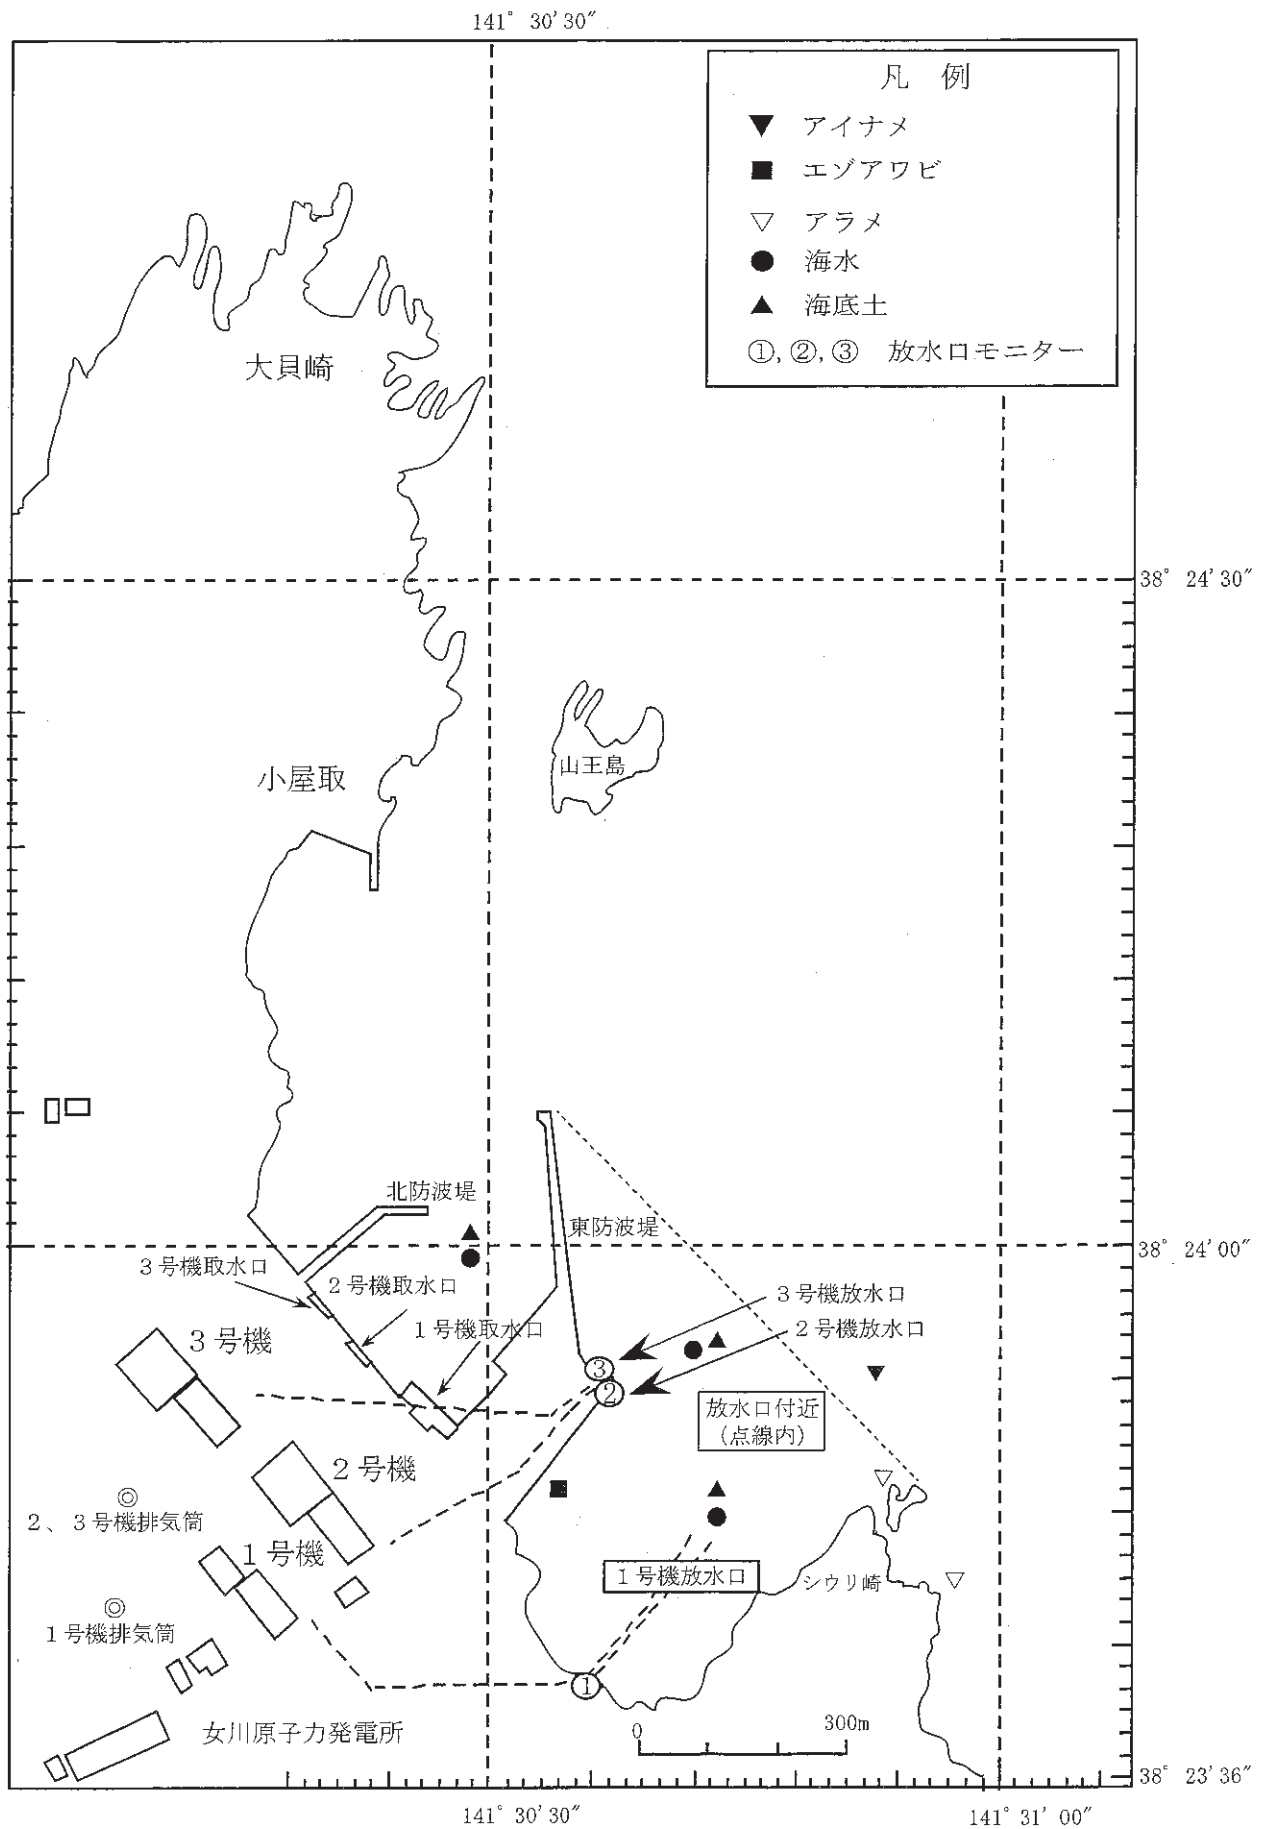 141° 30′30″
凡 例
▼ アイナメ
■ エゾアワビ
▽ アラメ
● 海水
▲ 海底土
①,②,③ 放水口モニター
大貝崎
38° 24′30″
山王島
小屋取
北防波堤
東防波堤
38° 24′00″
3号機取水口
2号機取水口
1号機取水口
3号機放水口
2号機放水口
3号機
③
②
放水口付近
(点線内)
2号機
2、3号機排気筒
1号機
1号機放水口
シウリ崎
1号機排気筒
①
女川原子力発電所
0 300m
38° 23′36″
141° 30′30″
141° 31′00″